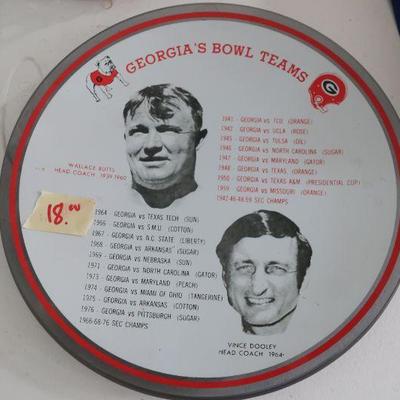 GEORGIA'S BOWL TEAMS
G
1941 - GEORGIA vs TCU (ORANGE)
1942 - GEORGIA vs UCLA (ROSE)
1945 - GEORGIA vs TULSA (OIL)
1946 - GEORGIA vs NORTH CAROLINA (SUGAR)
1947 - GEORGIA vs MARYLAND (GATOR)
1948 - GEORGIA vs TEXAS (ORANGE)
1950 - GEORGIA vs TEXAS A&M (PRESIDENTIAL CUP)
1959 - GEORGIA vs MISSOURI (ORANGE)
1942-46-48-59 SEC CHAMPS
WALLACE BUTTS
HEAD COACH 1939-1960
18.00
1964 - GEORGIA vs TEXAS TECH (SUN)
1966 - GEORGIA vs S.M.U. (COTTON)
1967 - GEORGIA vs N.C. STATE (LIBERTY)
1968 - GEORGIA vs ARKANSAS (SUGAR)
1969 - GEORGIA vs NEBRASKA (SUN)
1971 - GEORGIA vs NORTH CAROLINA (GATOR)
1973 - GEORGIA vs MARYLAND (PEACH)
1974 - GEORGIA vs MIAMI OF OHIO (TANGERINE)
1975 - GEORGIA vs ARKANSAS (COTTON)
1976 - GEORGIA vs PITTSBURGH (SUGAR)
1966-68-76 SEC CHAMPS
VINCE DOOLEY
HEAD COACH 1964-